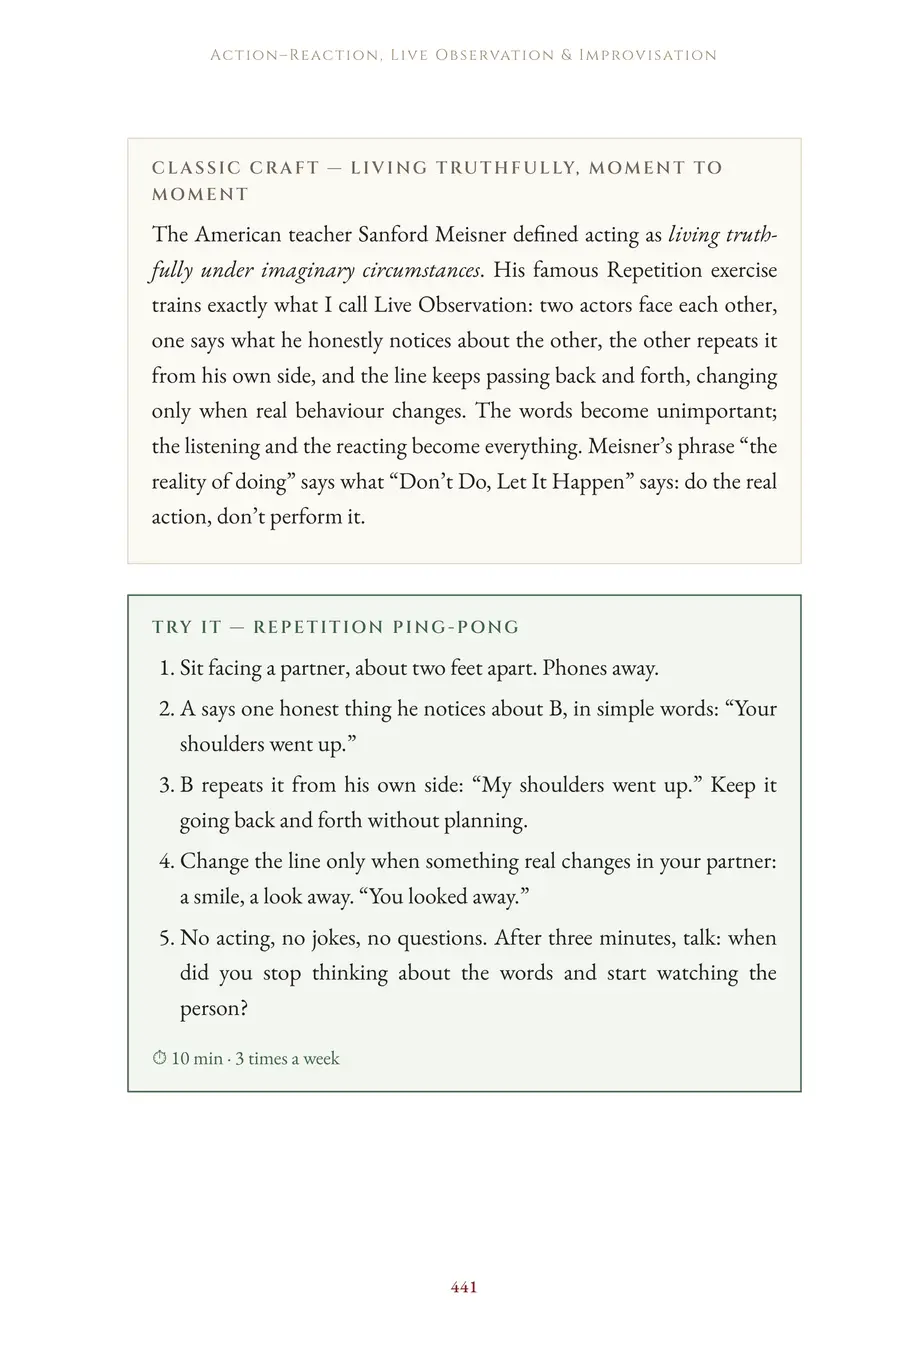 Action–Reaction, Live Observation & Improvisation
CLASSIC CRAFT — LIVING TRUTHFULLY, MOMENT TO
MOMENT
The American teacher Sanford Meisner defined acting as living truth-
fully under imaginary circumstances. His famous Repetition exercise
trains exactly what I call Live Observation: two actors face each other,
one says what he honestly notices about the other, the other repeats it
from his own side, and the line keeps passing back and forth, changing
only when real behaviour changes. The words become unimportant;
the listening and the reacting become everything. Meisner’s phrase “the
reality of doing” says what “Don’t Do, Let It Happen” says: do the real
action, don’t perform it.
TRY IT — REPETITION PING-PONG
1. Sit facing a partner, about two feet apart. Phones away.
2. A says one honest thing he notices about B, in simple words: “Your
shoulders went up.”
3. B repeats it from his own side: “My shoulders went up.” Keep it
going back and forth without planning.
4. Change the line only when something real changes in your partner:
a smile, a look away. “You looked away.”
5. No acting, no jokes, no questions. After three minutes, talk: when
did you stop thinking about the words and start watching the
person?
⏱ 10 min · 3 times a week
441